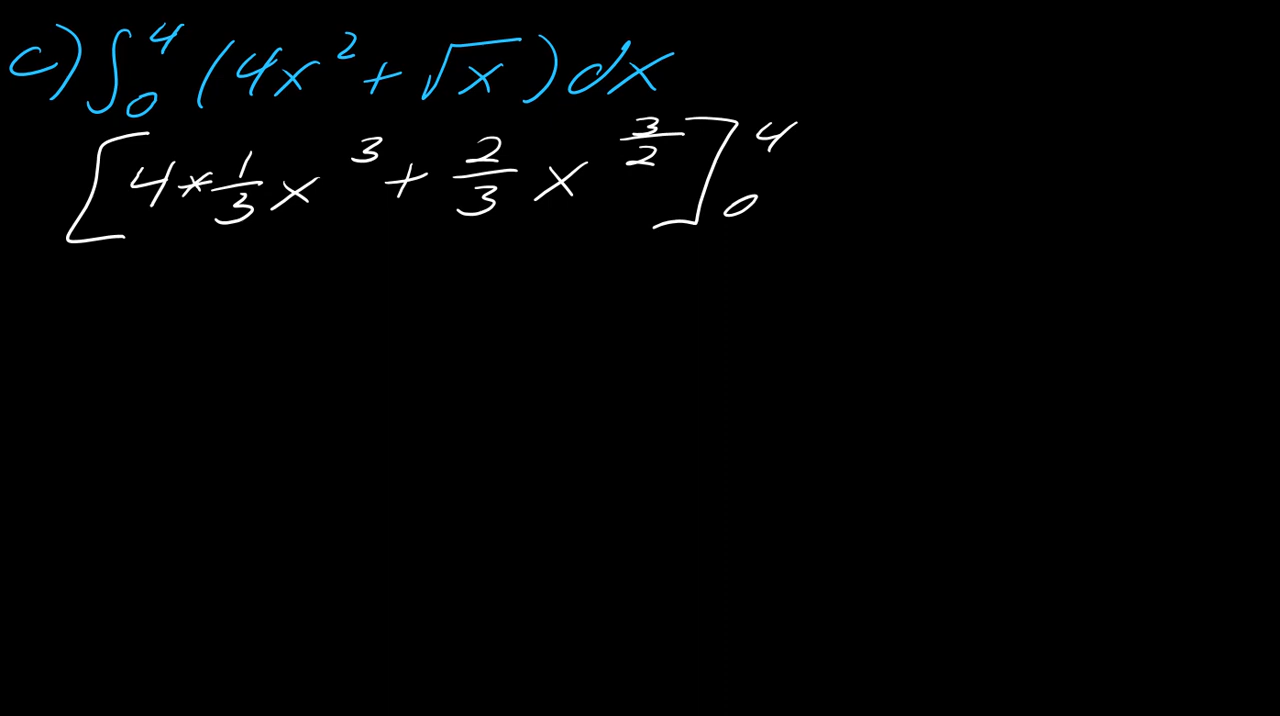 c) ∫₀⁴ (4x² + √x) dx
[4 * 1/3 x³ + 2/3 x^(3/2)]₀⁴